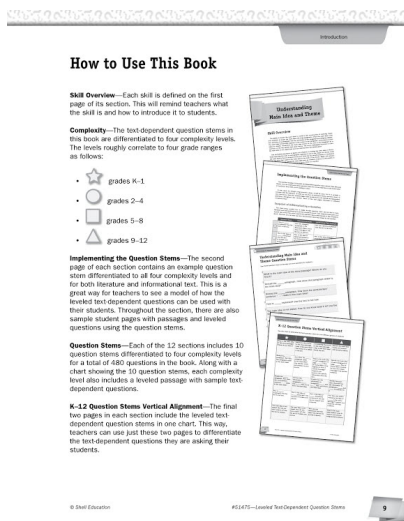 Introduction
How to Use This Book
Skill Overview—Each skill is defined on the first
page of its section. This will remind teachers what
the skill is and how to introduce it to students.
Complexity—The text-dependent question stems in
this book are differentiated to four complexity levels.
The levels roughly correlate to four grade ranges
as follows:
• grades K–1
• grades 2–4
• grades 5–8
• grades 9–12
Implementing the Question Stems—The second
page of each section contains an example question
stem differentiated to all four complexity levels and
for both literature and informational text. This is a
great way for teachers to see a model of how the
leveled text-dependent questions can be used with
their students. Throughout the section, there are also
sample student pages with passages and leveled
questions using the question stems.
Question Stems—Each of the 12 sections includes 10
question stems differentiated to four complexity levels
for a total of 480 questions in the book. Along with a
chart showing the 10 question stems, each complexity
level also includes a leveled passage with sample text-
dependent questions.
K–12 Question Stems Vertical Alignment—The final
two pages in each section include the leveled text-
dependent question stems in one chart. This way,
teachers can use just these two pages to differentiate
the text-dependent questions they are asking their
students.
Understanding
Main Idea and Theme
Skill Overview
Implementing the Question Stems
Understanding Main Idea and
Theme Question Stems
K–12 Question Stems Vertical Alignment
© Shell Education
#51475—Leveled Text-Dependent Question Stems
9